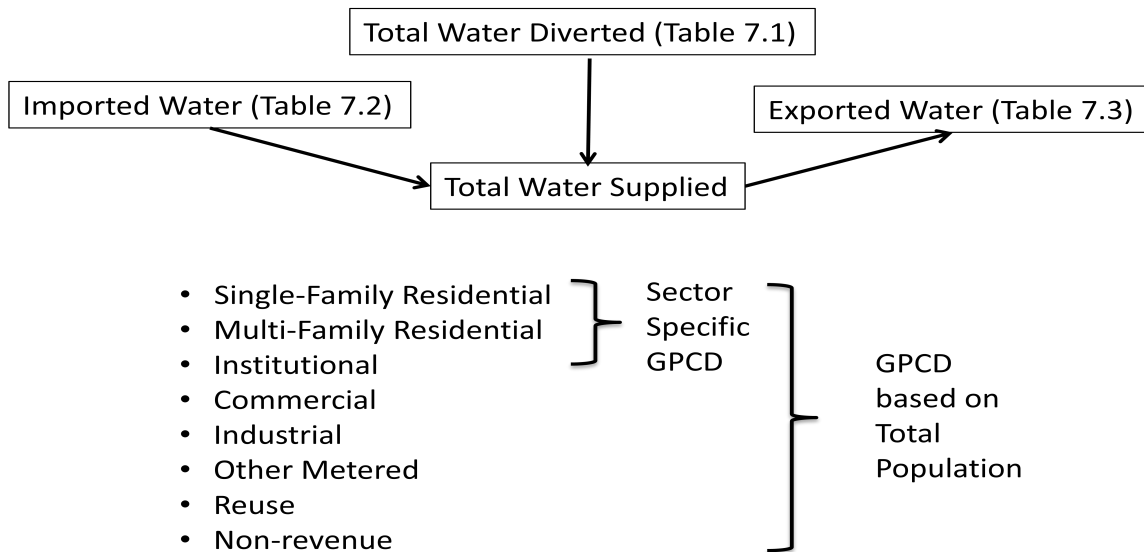 Total Water Diverted (Table 7.1)
Imported Water (Table 7.2)
Exported Water (Table 7.3)
Total Water Supplied
• Single-Family Residential
• Multi-Family Residential
• Institutional
• Commercial
• Industrial
• Other Metered
• Reuse
• Non-revenue
Sector
Specific
GPCD
GPCD
based on
Total
Population